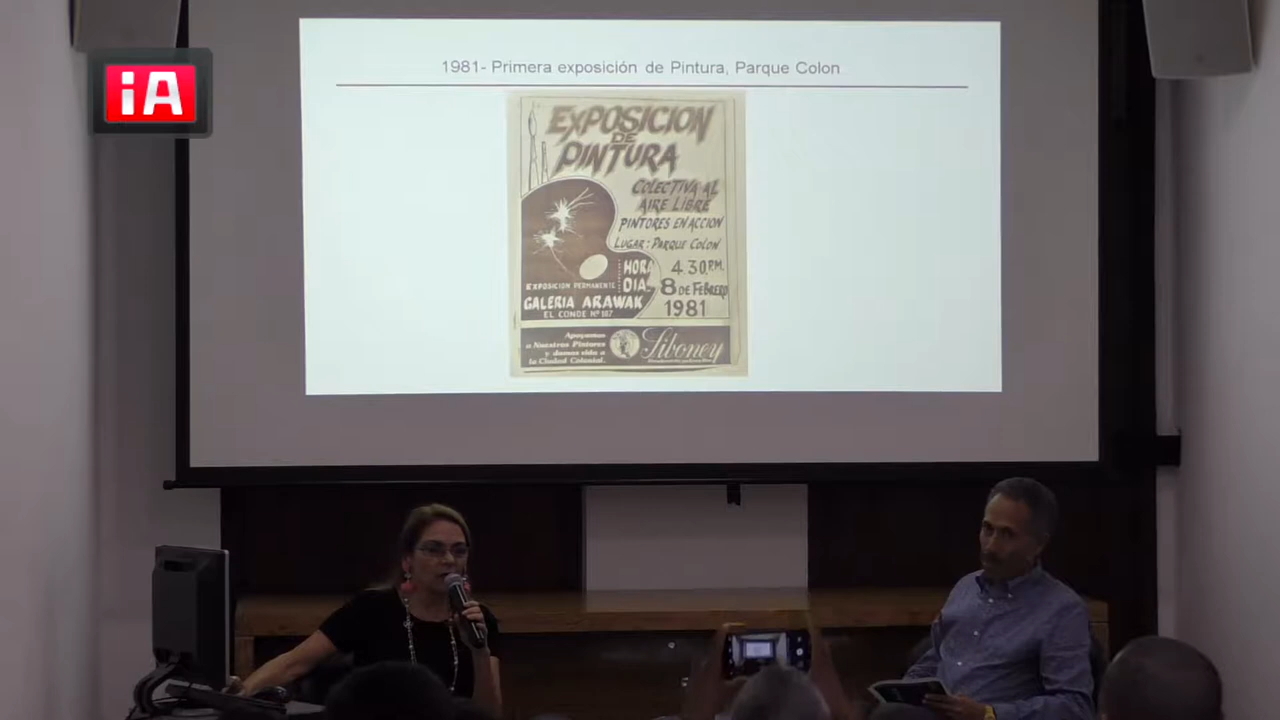 iA
1981- Primera exposición de Pintura, Parque Colon
EXPOSICION
DE
PINTURA
COLECTIVA AL
AIRE LIBRE
PINTORES EN ACCION
LUGAR: PARQUE COLON
HORA 4.30 P.M.
DIA 8 DE FEBRERO
1981
EXPOSICION PERMANENTE
GALERIA ARAWAK
EL CONDE Nº 107
Apoyamos
a Nuestros Pintores
y damos vida a
la Ciudad Colonial.
Siboney